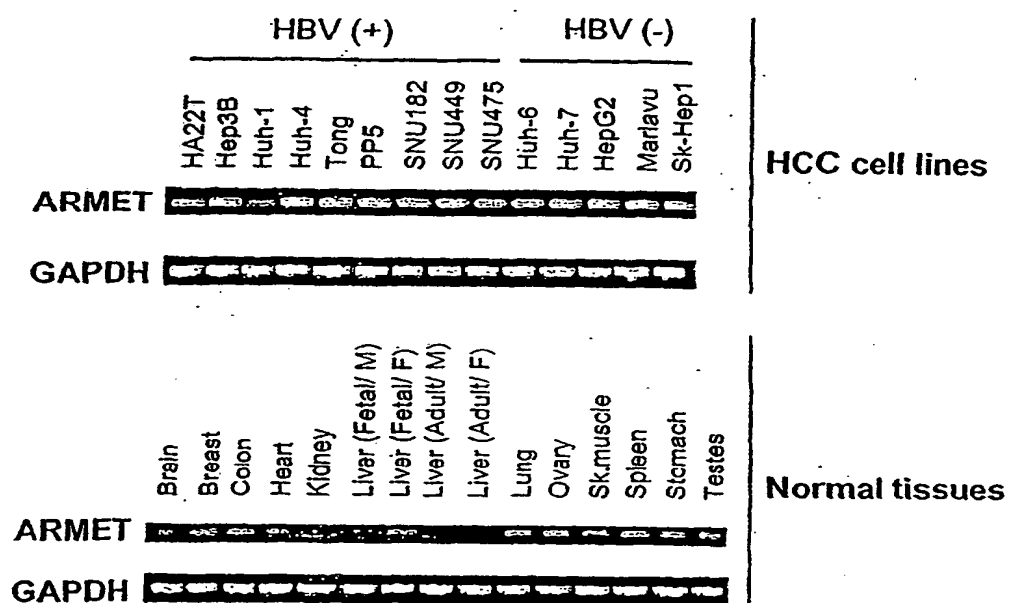 HBV (+) HBV (-)
HA22T Hep3B Huh-1 Huh-4 Tong PP5 SNU182 SNU449 SNU475 Huh-6 Huh-7 HepG2 Marlavu Sk-Hep1
HCC cell lines
ARMET
GAPDH
Brain Breast Colon Heart Kidney Liver (Fetal/ M) Liver (Fetal/ F) Liver (Adult/ M) Liver (Adult/ F) Lung Ovary Sk.muscle Spleen Stomach Testes
Normal tissues
ARMET
GAPDH